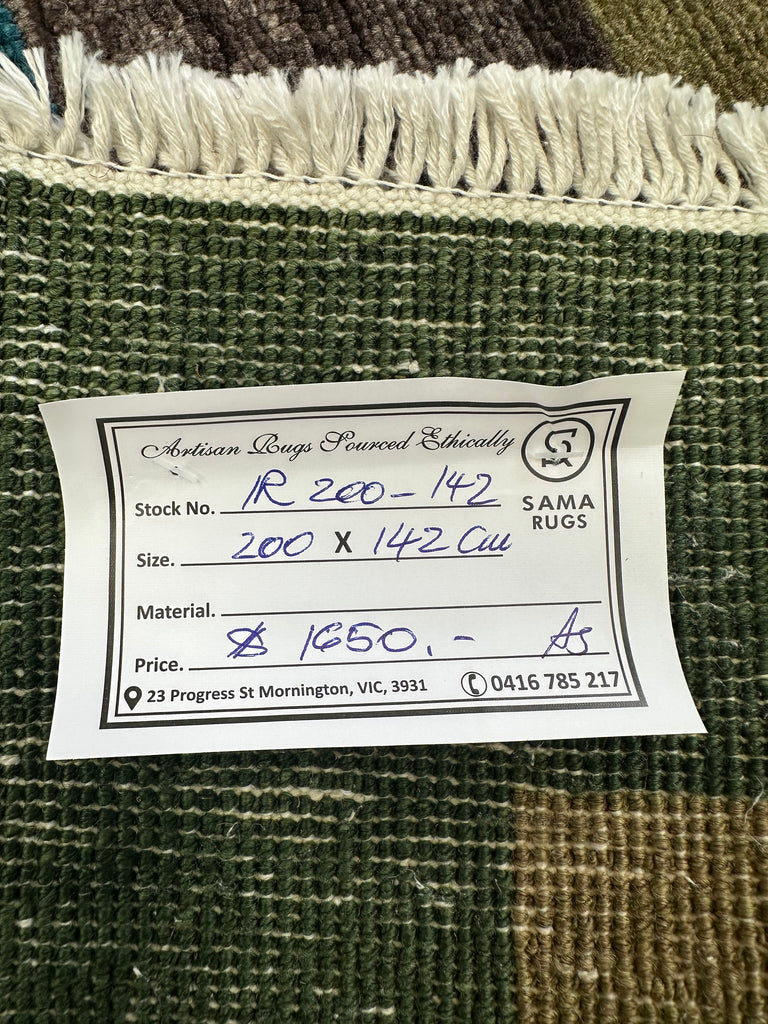 Artisan Rugs Sourced Ethically
SAMA
RUGS
Stock No. IR 200-142
Size. 200 X 142 Cm
Material.
Price. $ 1650.- As
23 Progress St Mornington, VIC, 3931
0416 785 217